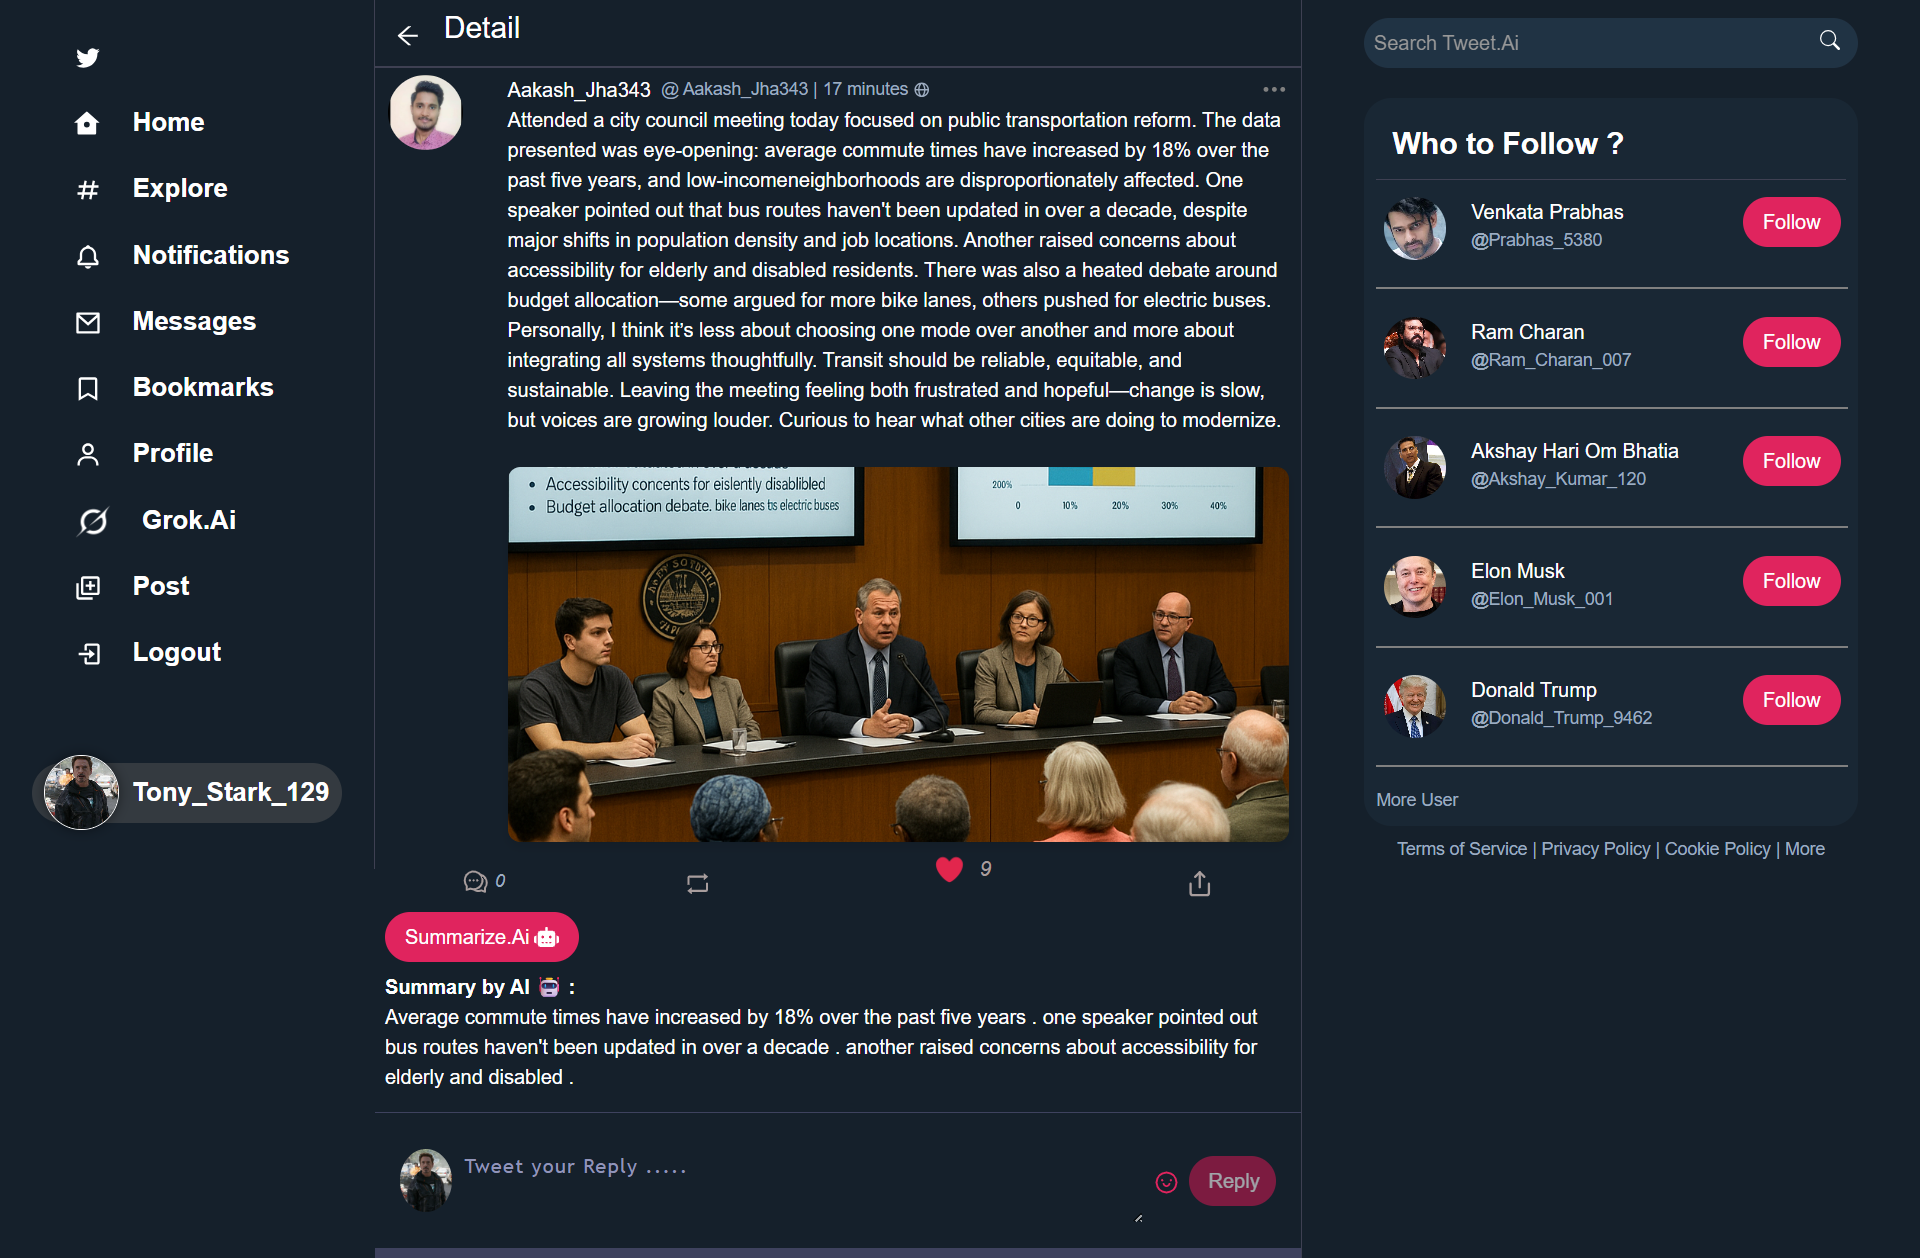 Home
Explore
Notifications
Messages
Bookmarks
Profile
Grok.Ai
Post
Logout
Tony_Stark_129
Detail
Aakash_Jha343 @Aakash_Jha343 | 17 minutes
Attended a city council meeting today focused on public transportation reform. The data
presented was eye-opening: average commute times have increased by 18% over the
past five years, and low-incomeneighborhoods are disproportionately affected. One
speaker pointed out that bus routes haven't been updated in over a decade, despite
major shifts in population density and job locations. Another raised concerns about
accessibility for elderly and disabled residents. There was also a heated debate around
budget allocation—some argued for more bike lanes, others pushed for electric buses.
Personally, I think it’s less about choosing one mode over another and more about
integrating all systems thoughtfully. Transit should be reliable, equitable, and
sustainable. Leaving the meeting feeling both frustrated and hopeful—change is slow,
but voices are growing louder. Curious to hear what other cities are doing to modernize.
• Accessibility concents for eislently disablibled
• Budget allocation debate. bike lanes bs electric buses
200%
0 10% 20% 30% 40%
0
9
Summarize.Ai
Summary by AI :
Average commute times have increased by 18% over the past five years . one speaker pointed out
bus routes haven't been updated in over a decade . another raised concerns about accessibility for
elderly and disabled .
Tweet your Reply .....
Reply
Search Tweet.Ai
Who to Follow ?
Venkata Prabhas
@Prabhas_5380
Follow
Ram Charan
@Ram_Charan_007
Follow
Akshay Hari Om Bhatia
@Akshay_Kumar_120
Follow
Elon Musk
@Elon_Musk_001
Follow
Donald Trump
@Donald_Trump_9462
Follow
More User
Terms of Service | Privacy Policy | Cookie Policy | More